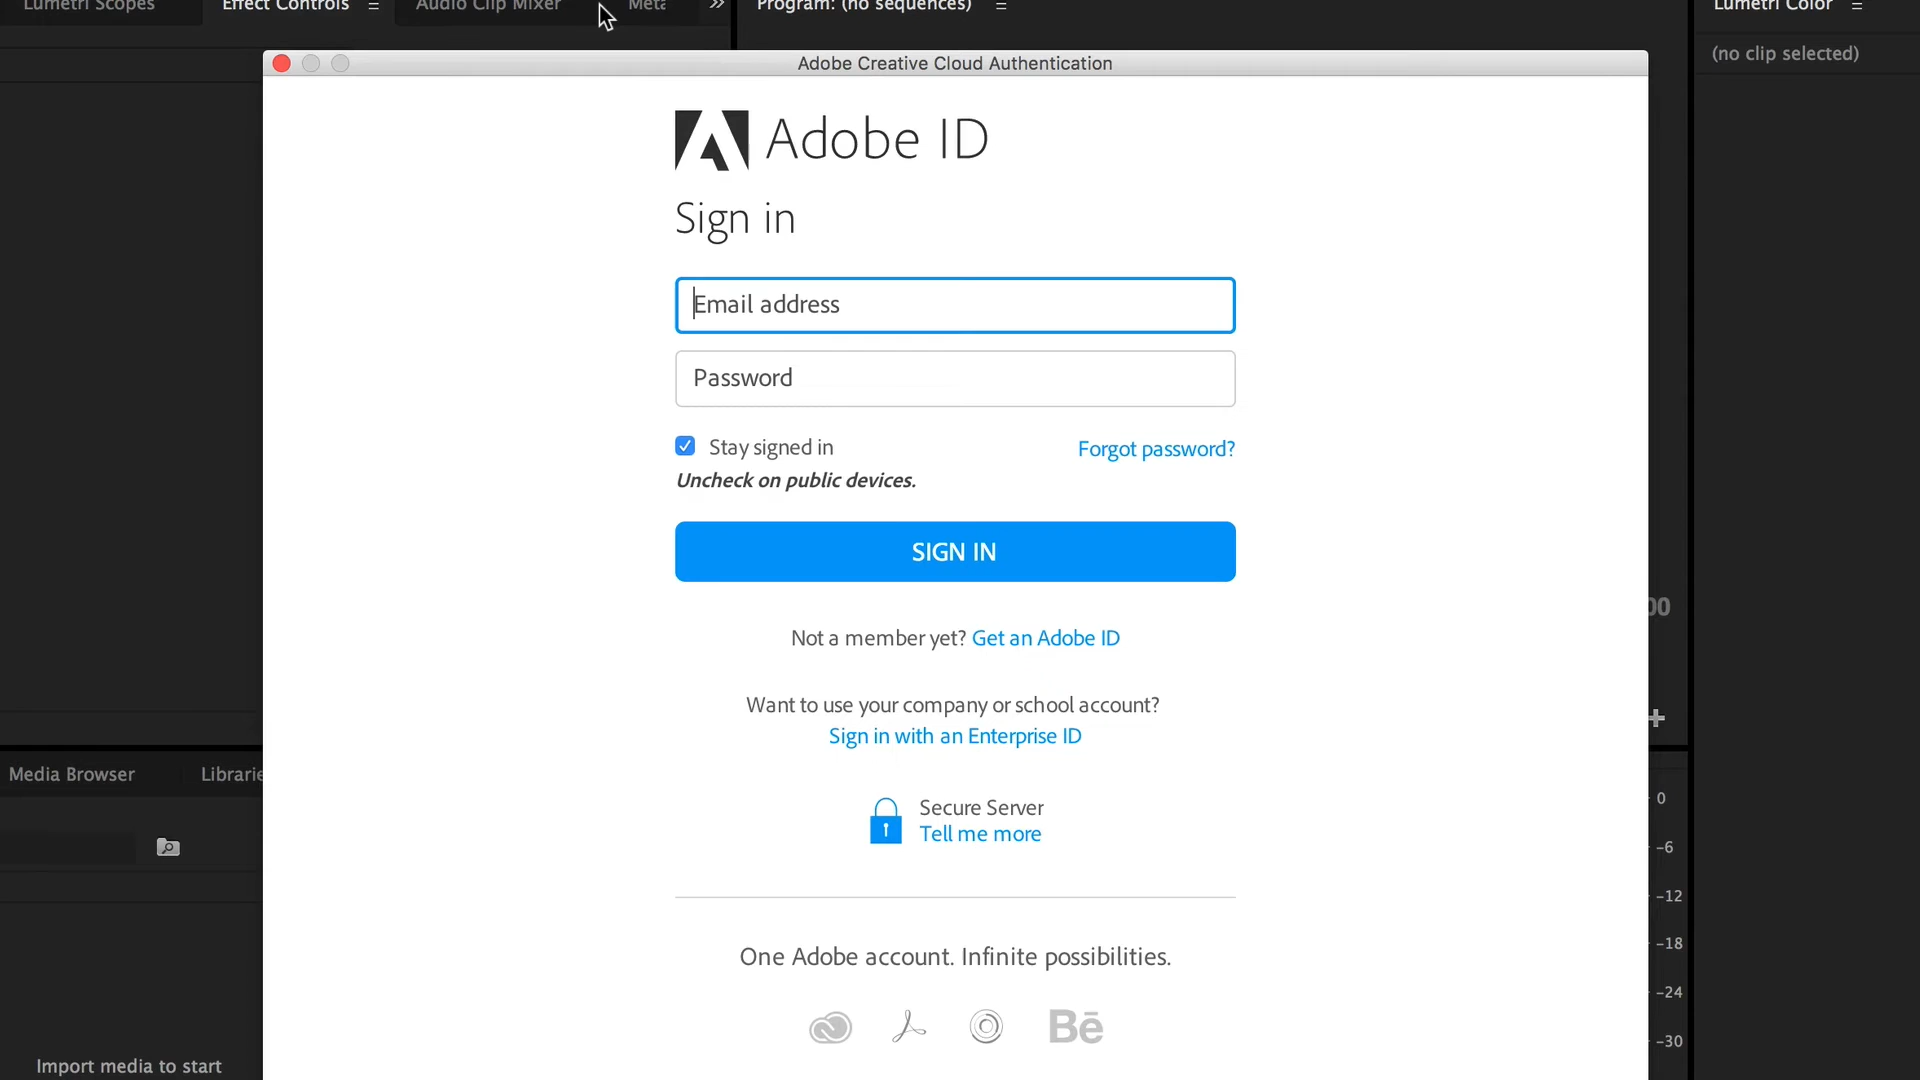 Lumetri Scopes
Effect Controls
Audio Clip Mixer
Meta
»
Program: (no sequences)
Lumetri Color
(no clip selected)
Adobe Creative Cloud Authentication
Adobe ID
Sign in
Email address
Password
Stay signed in
Forgot password?
Uncheck on public devices.
SIGN IN
Not a member yet? Get an Adobe ID
Want to use your company or school account?
Sign in with an Enterprise ID
Secure Server
Tell me more
One Adobe account. Infinite possibilities.
Bē
00
Media Browser
Librarie
0
-6
-12
-18
-24
-30
Import media to start